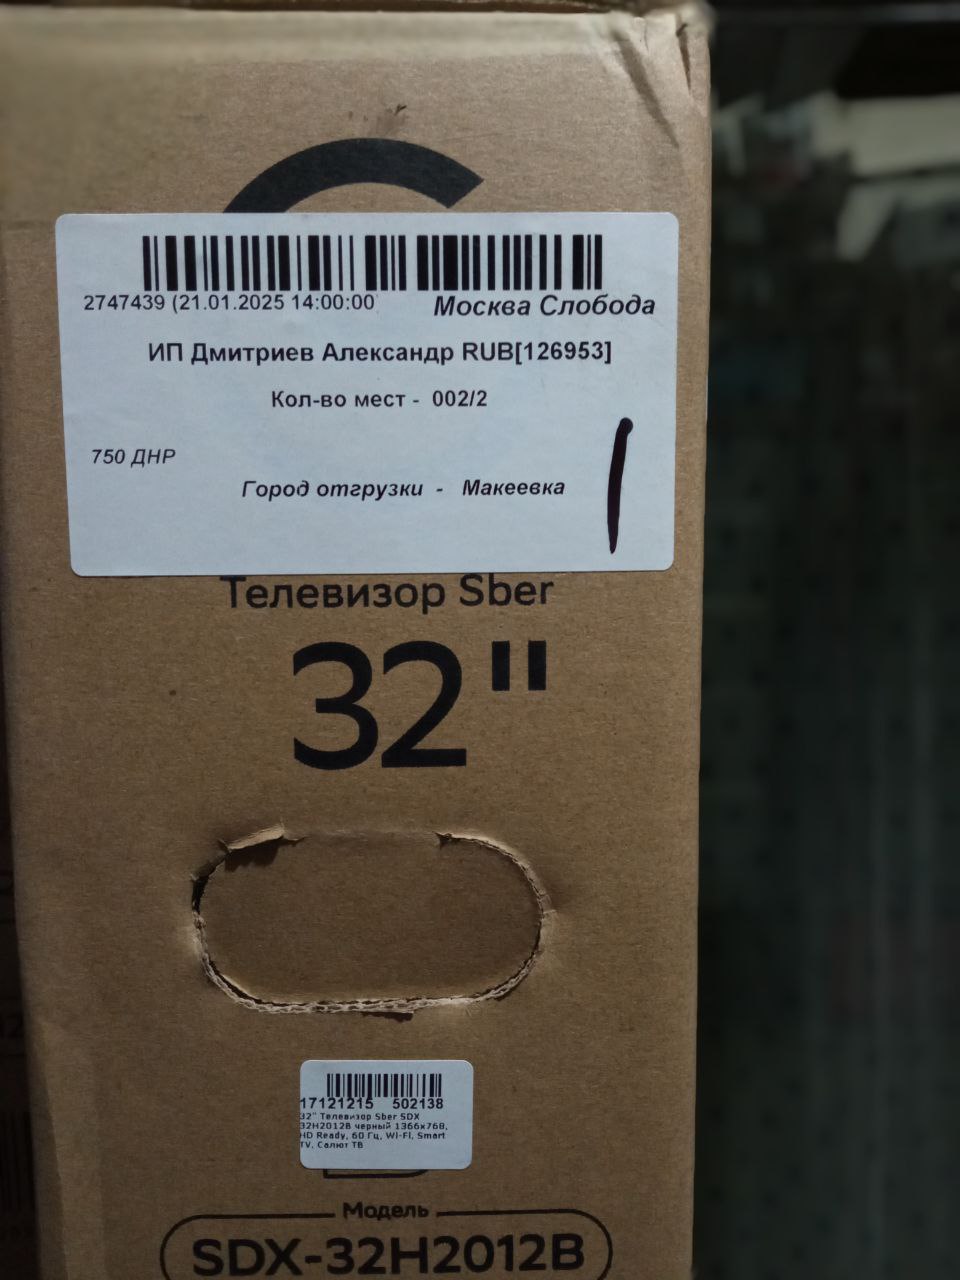 2747439 (21.01.2025 14:00:00
Москва Слобода
ИП Дмитриев Александр RUB[126953]
Кол-во мест - 002/2
750 ДНР
Город отгрузки - Макеевка
Телевизор Sber
32"
17121215 502138
32" Телевизор Sber SDX
32H2012B черный 1366x768,
HD Ready, 60 Гц, Wi-Fi, Smart
TV, Салют ТВ
Модель
SDX-32H2012B